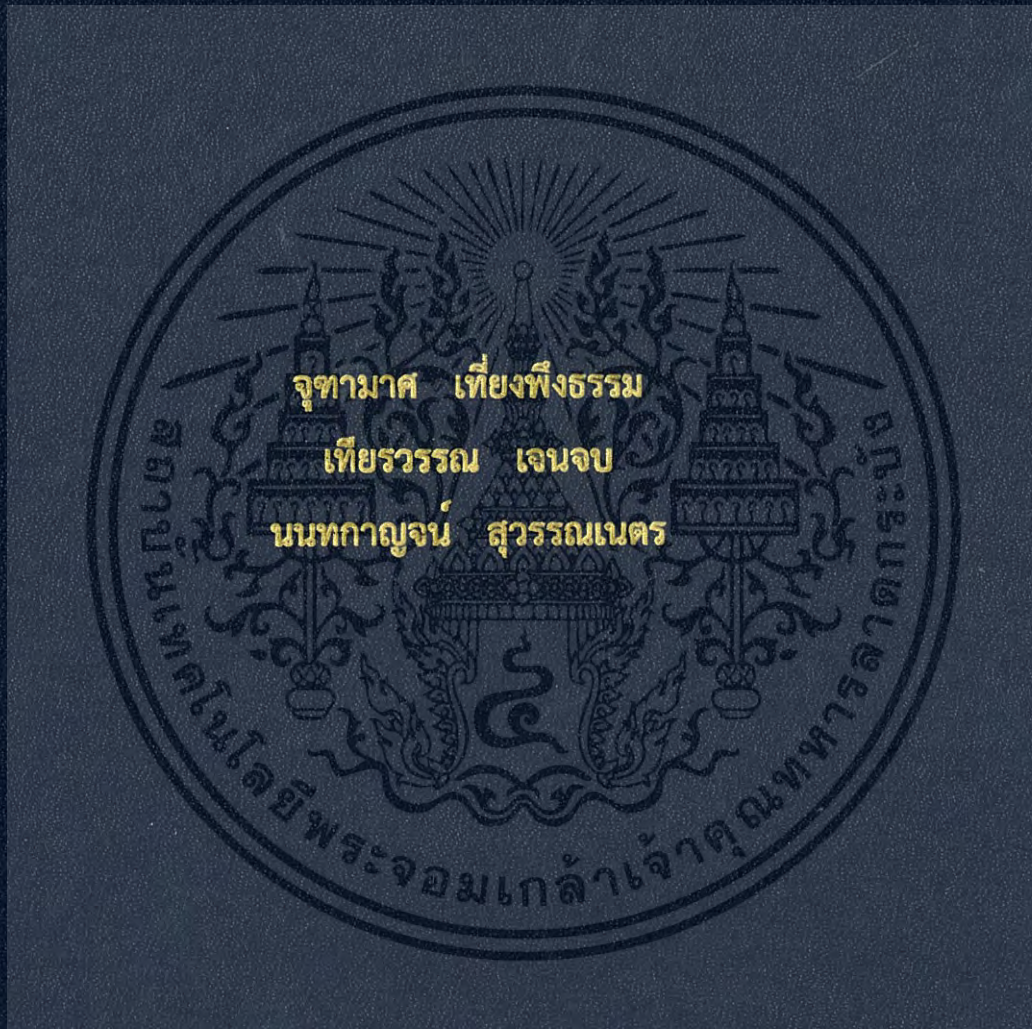 จุฑามาศ เที่ยงพึงธรรม
เทียรวรรณ เจนจบ
นนทกาญจน์ สุวรรณเนตร
สถาบันเทคโนโลยีพระจอมเกล้าเจ้าคุณทหารลาดกระบัง
๔